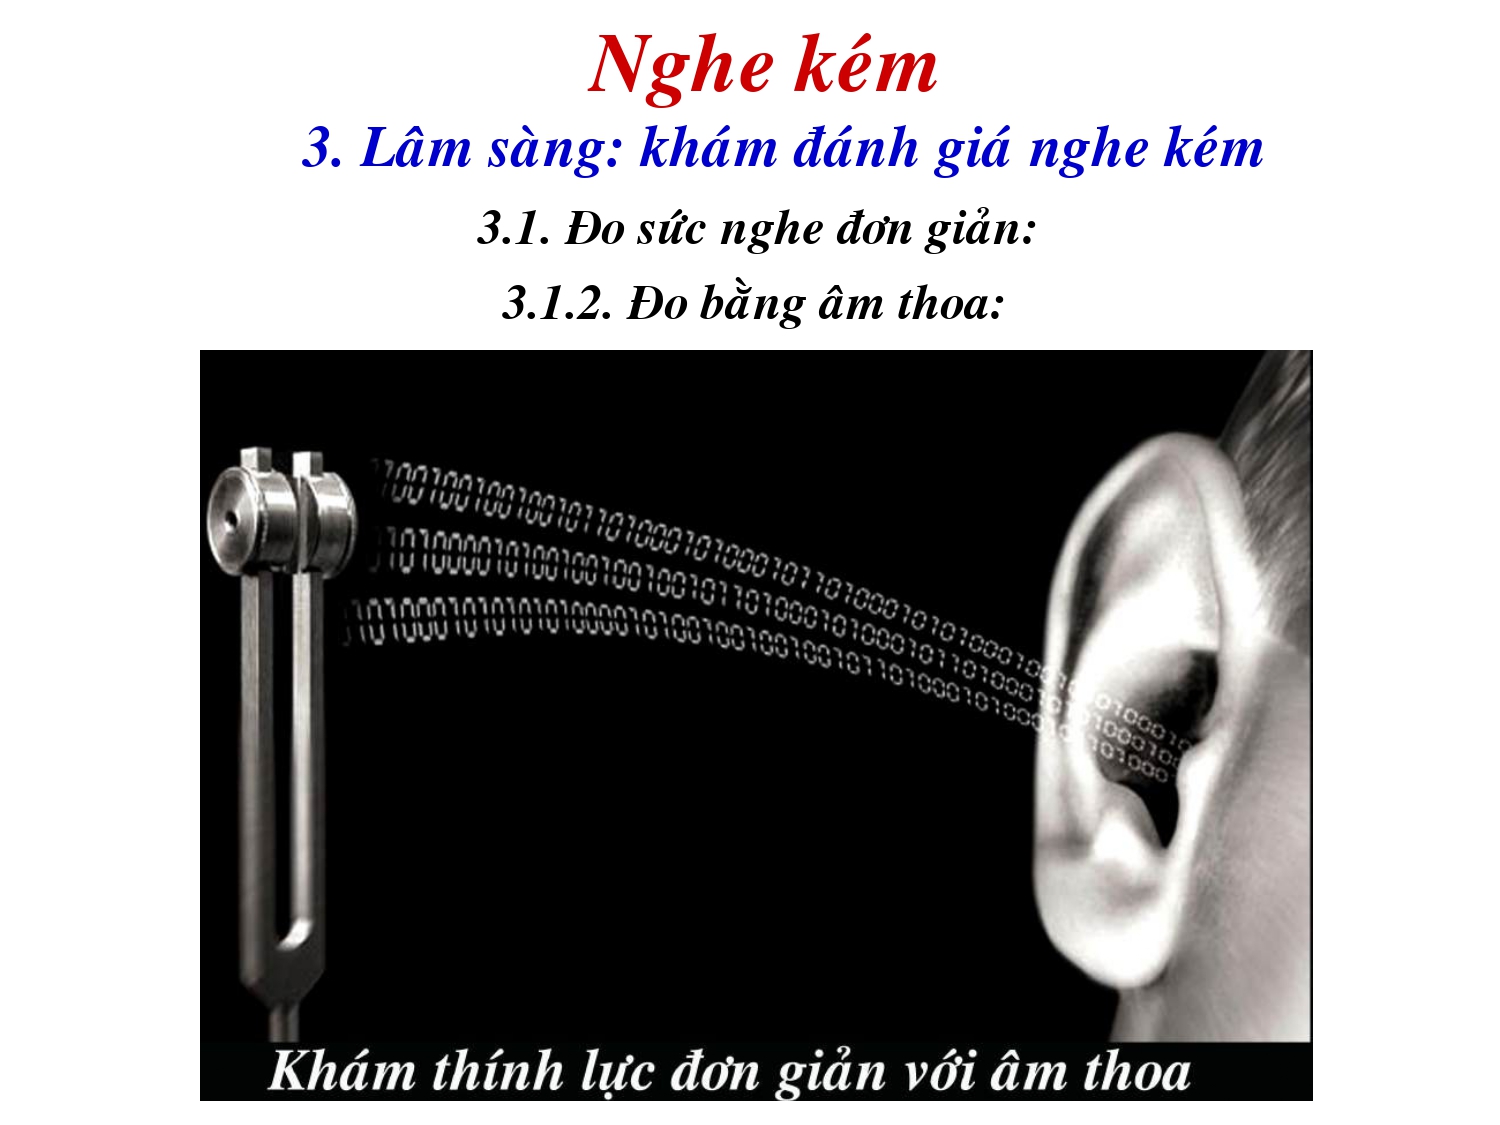 Nghe kém
3. Lâm sàng: khám đánh giá nghe kém
3.1. Đo sức nghe đơn giản:
3.1.2. Đo bằng âm thoa:
Khám thính lực đơn giản với âm thoa